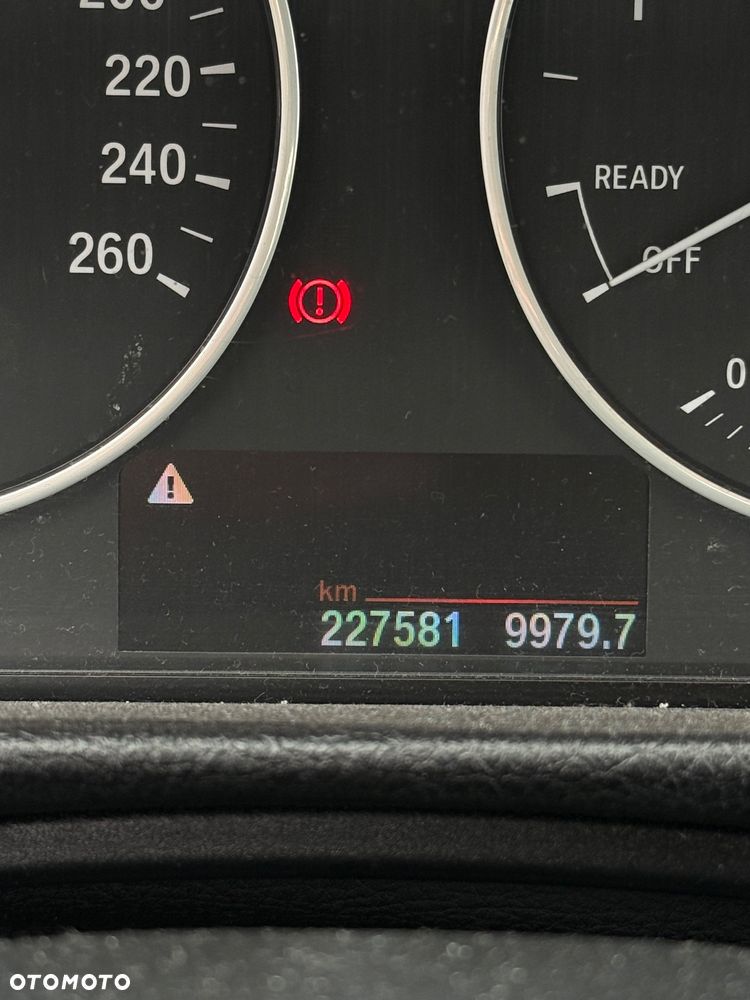 220
240
260
READY
OFF
0
km
227581 9979.7
OTOMOTO